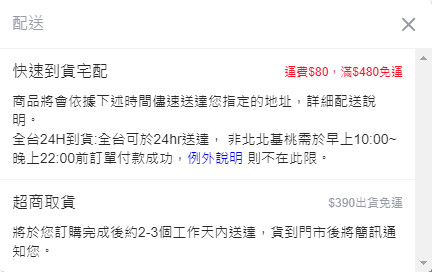 配送
快速到貨宅配
運費$80，滿$480免運
商品將會依據下述時間儘速送達您指定的地址，詳細配送說
明。
全台24H到貨:全台可於24hr送達， 非北北基桃需於早上10:00~
晚上22:00前訂單付款成功，例外說明 則不在此限。
超商取貨
$390出貨免運
將於您訂購完成後約2-3個工作天內送達，貨到門市後將簡訊通
知您。